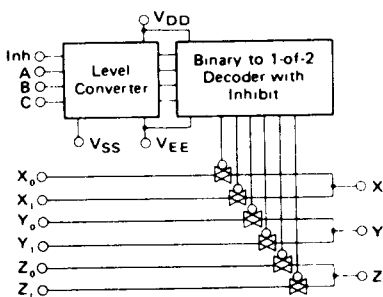 VDD
Inh
A
B
C
Level
Converter
Binary to 1-of-2
Decoder with
Inhibit
VSS
VEE
X0
X1
Y0
Y1
Z0
Z1
X
Y
Z